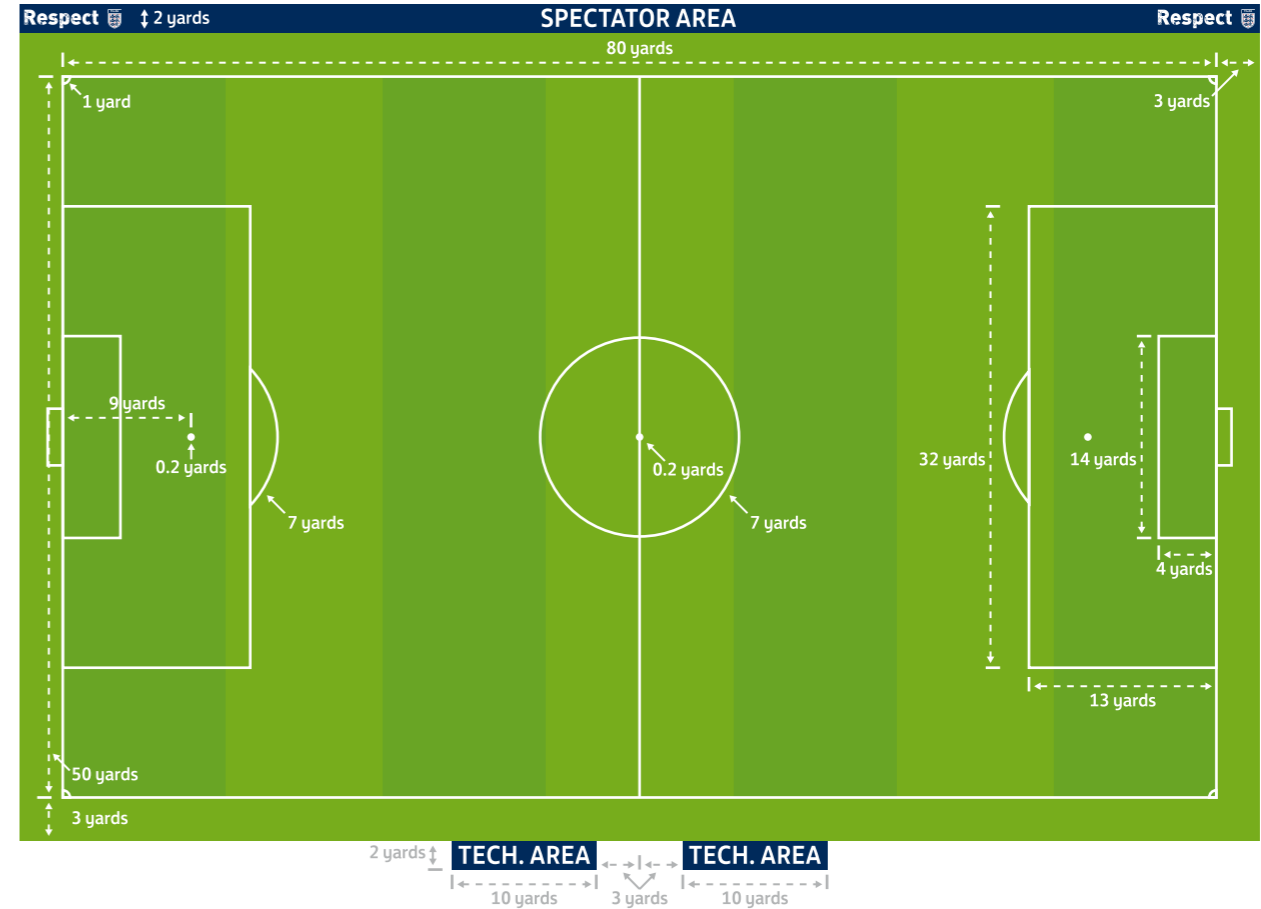 Respect 2 yards SPECTATOR AREA Respect
80 yards
1 yard
3 yards
9 yards
0.2 yards
7 yards
0.2 yards
7 yards
32 yards
14 yards
4 yards
13 yards
50 yards
3 yards
2 yards TECH. AREA TECH. AREA
10 yards 3 yards 10 yards